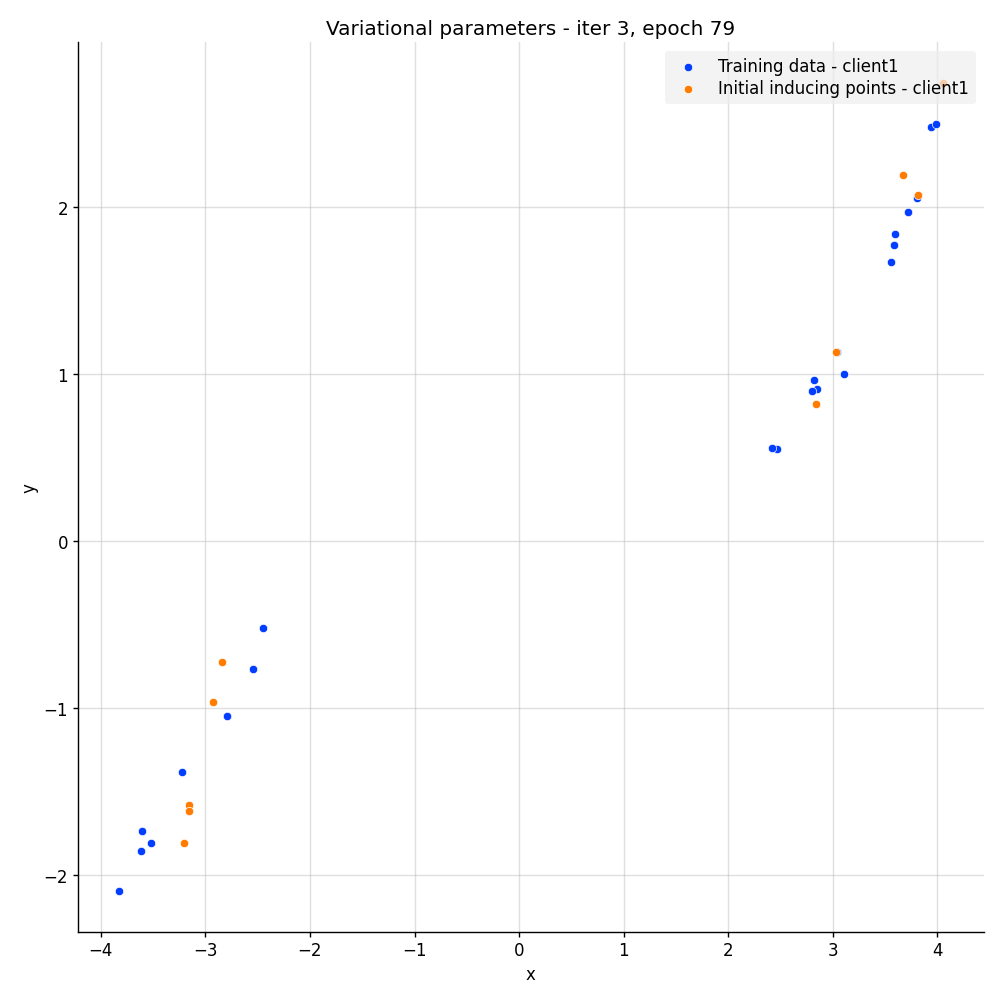 Variational parameters - iter 3, epoch 79
Training data - client1
Initial inducing points - client1
2
1
0
−1
−2
y
−4 −3 −2 −1 0 1 2 3 4
x